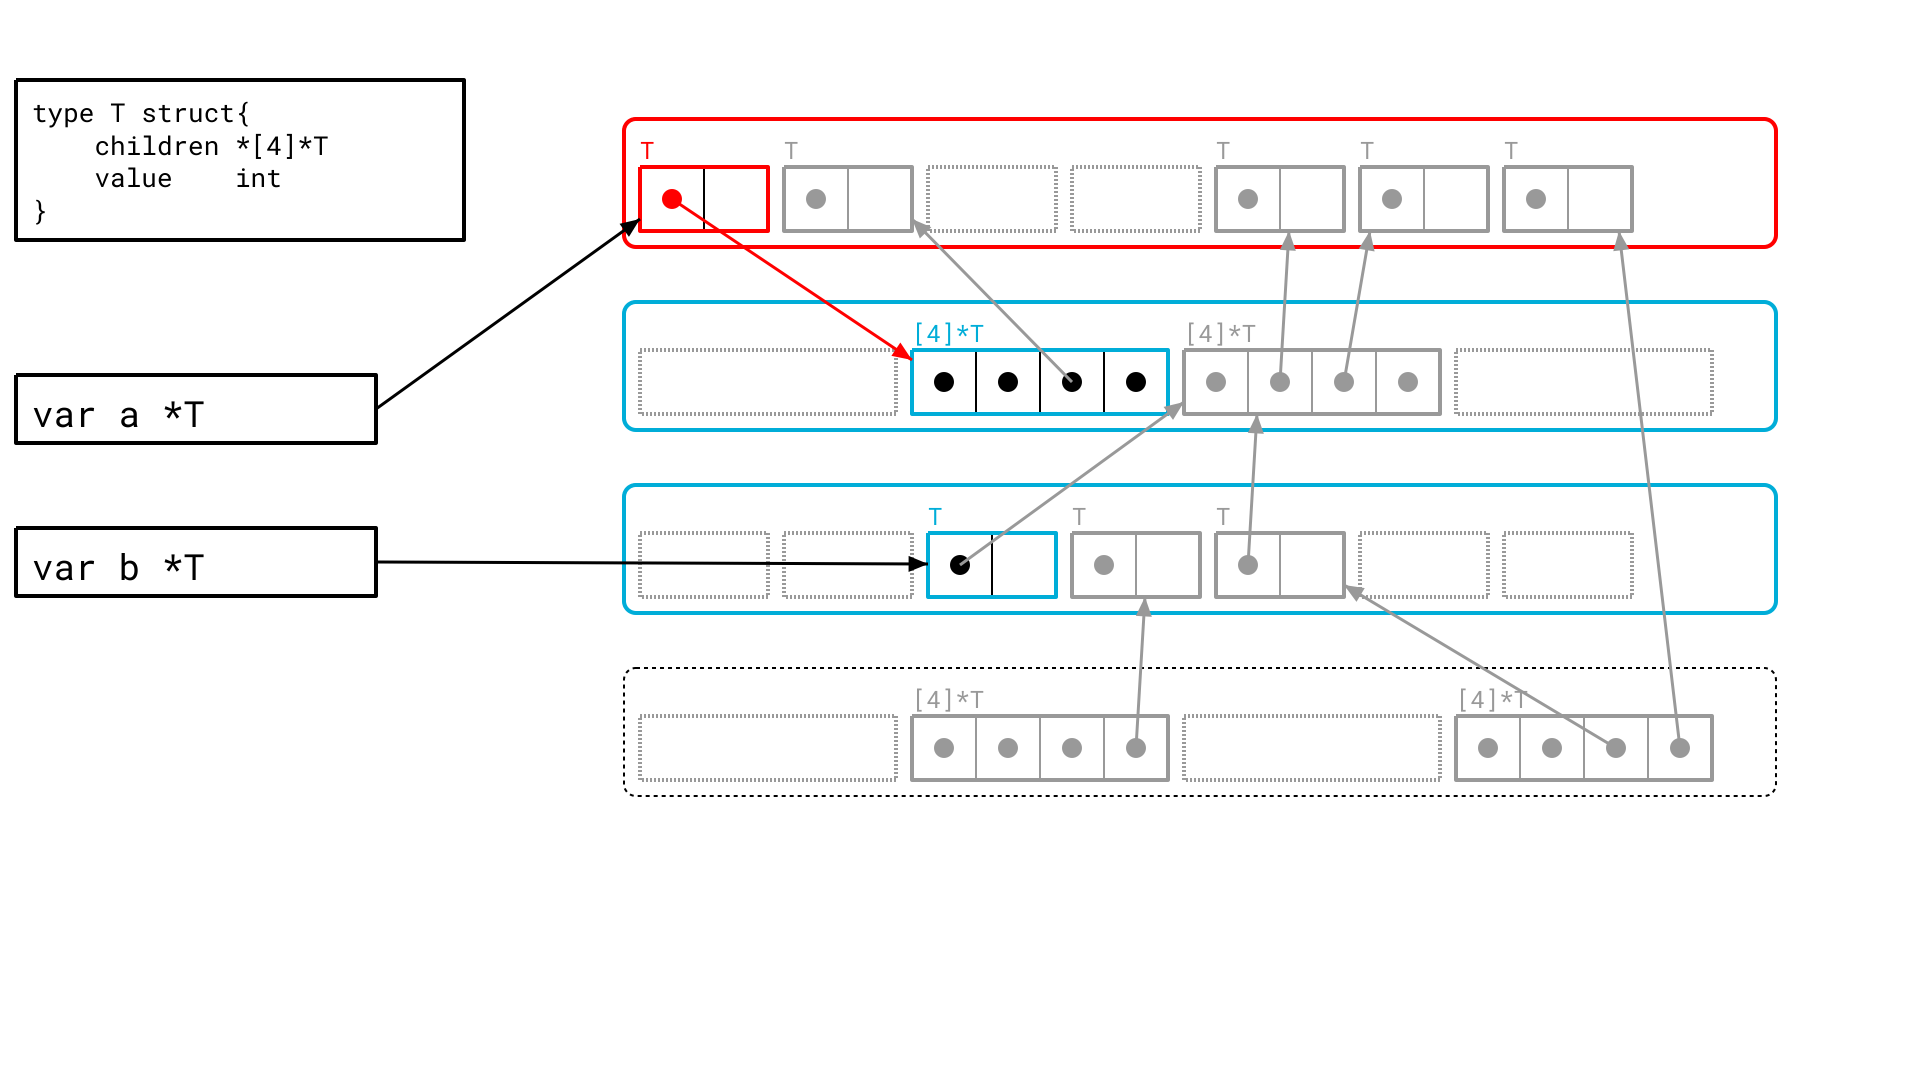 type T struct{
    children *[4]*T
    value    int
}
T T T T T
var a *T
[4]*T [4]*T
var b *T
T T T
[4]*T [4]*T